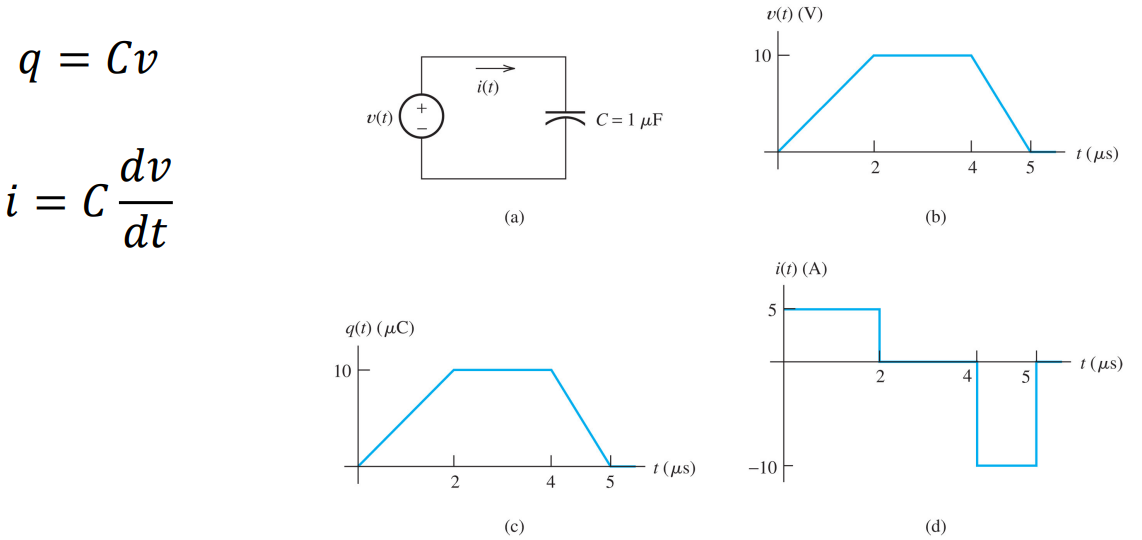 q = Cv
i = C dv/dt
i(t)
v(t)
+
−
C = 1 μF
(a)
v(t) (V)
10
2
4
5
t (μs)
(b)
q(t) (μC)
10
2
4
5
t (μs)
(c)
i(t) (A)
5
2
4
5
t (μs)
−10
(d)